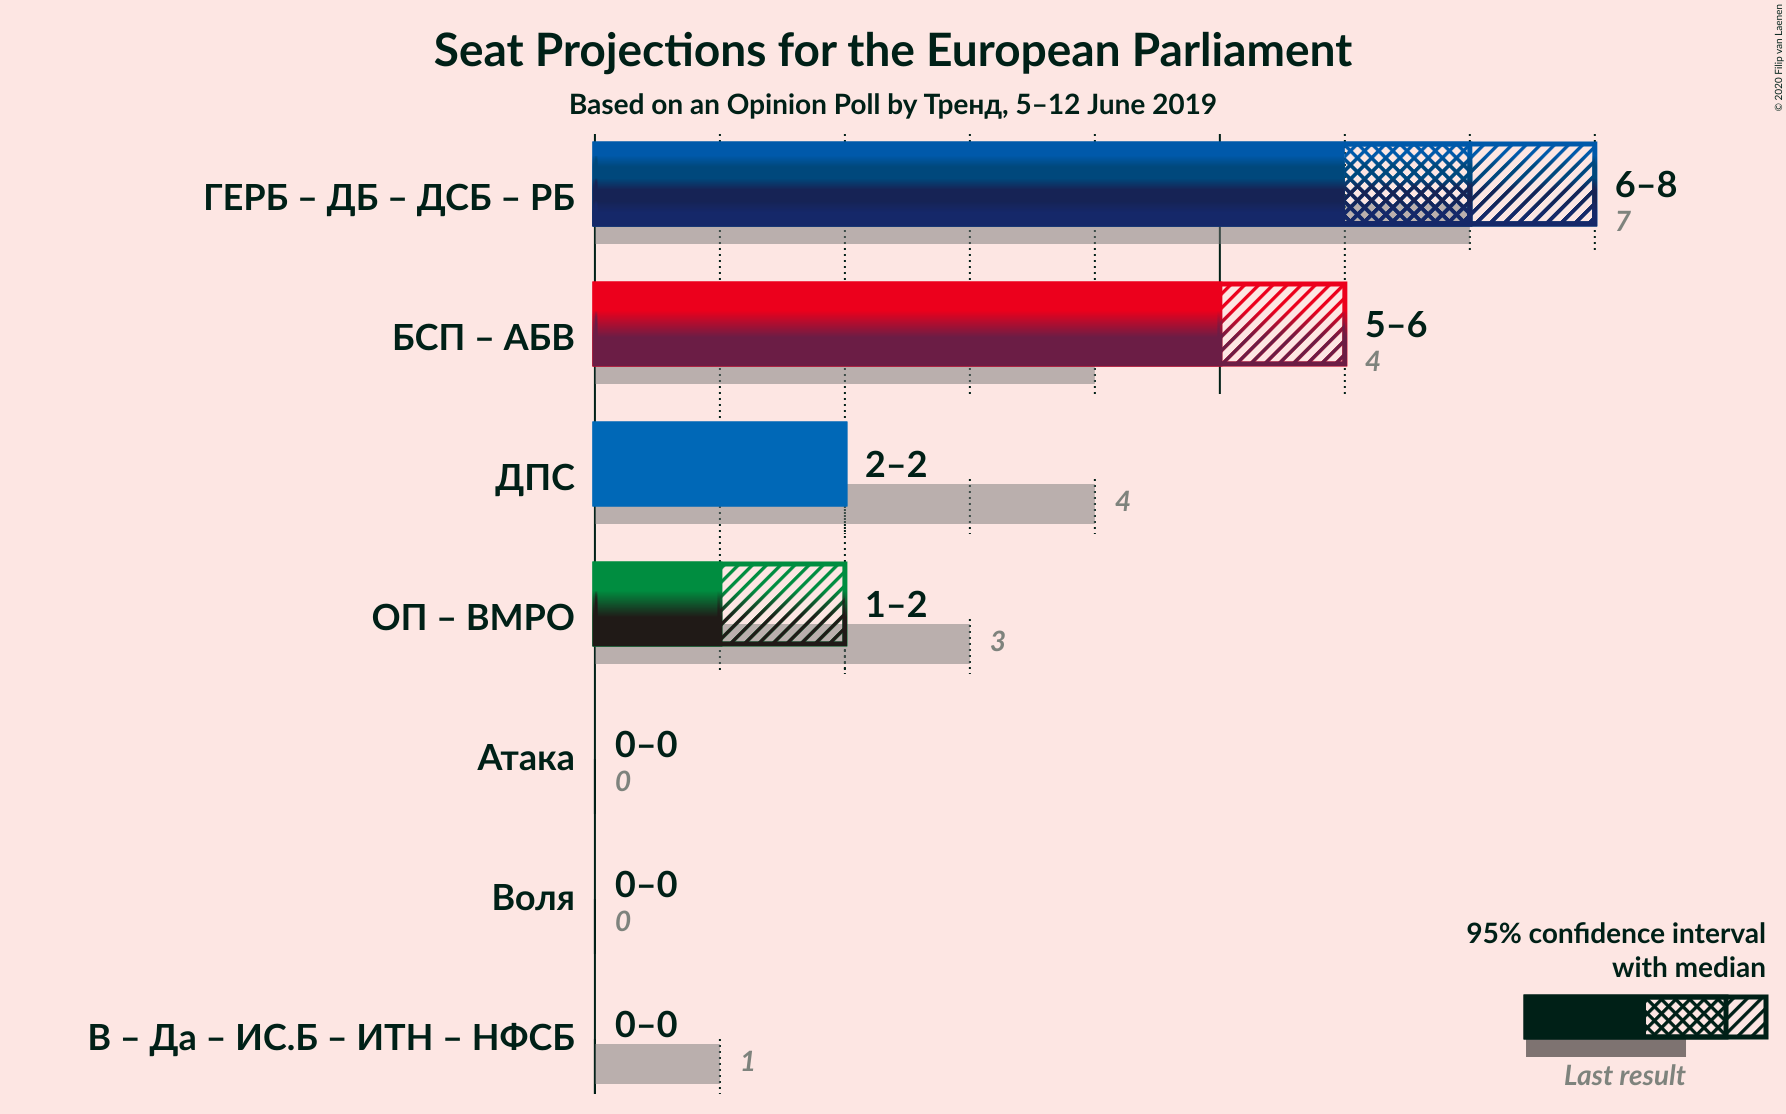 Seat Projections for the European Parliament
Based on an Opinion Poll by Тренд, 5–12 June 2019
© 2020 Filip van Laenen
ГЕРБ – ДБ – ДСБ – РБ
6–8
7
БСП – АБВ
5–6
4
ДПС
2–2
4
ОП – ВМРО
1–2
3
Атака
0–0
0
Воля
0–0
0
В – Да – ИС.Б – ИТН – НФСБ
0–0
1
95% confidence interval
with median
Last result